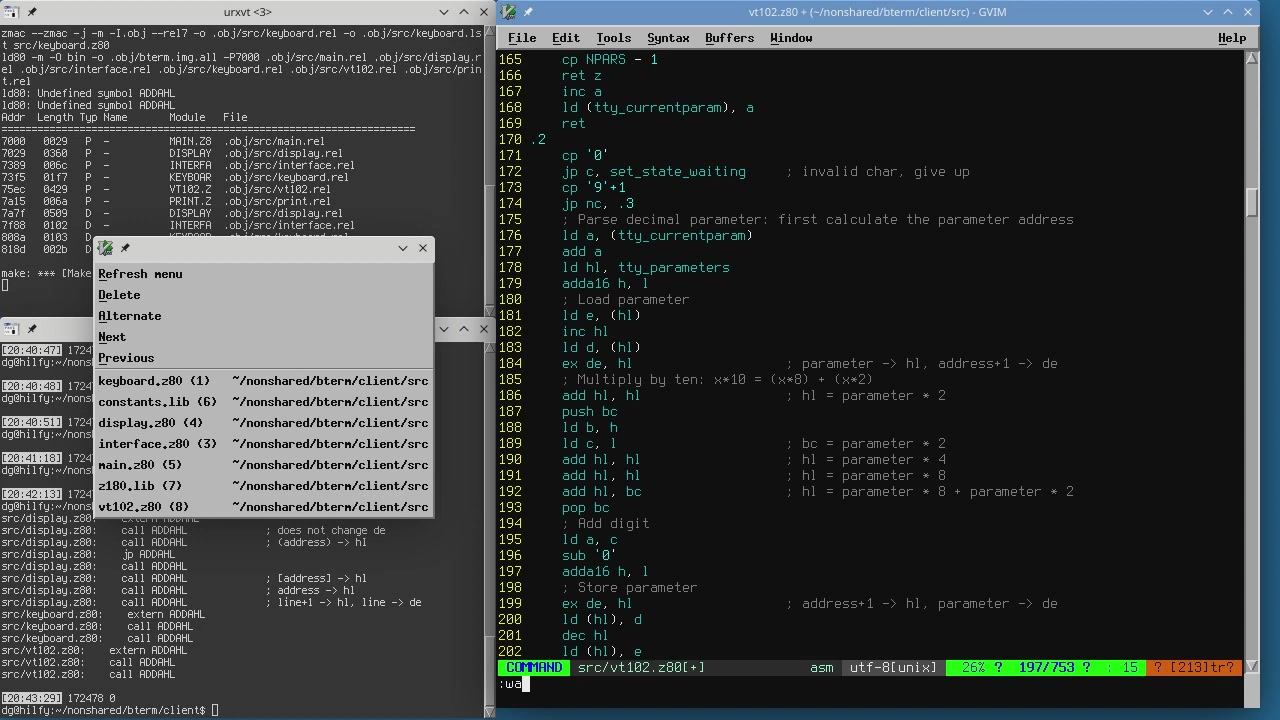 urxvt <3>
zmac --zmac -j -m -I.obj --rel7 -o .obj/src/keyboard.rel -o .obj/src/keyboard.ls
t src/keyboard.z80
ld80 -m -O bin -o .obj/bterm.img.all -P7000 .obj/src/main.rel .obj/src/display.r
el .obj/src/interface.rel .obj/src/keyboard.rel .obj/src/vt102.rel .obj/src/prin
t.rel
ld80: Undefined symbol ADDAHL
ld80: Undefined symbol ADDAHL
Addr Length Typ Name Module File
================================================================
7000 0029 P - MAIN.Z8 .obj/src/main.rel
7029 0360 P - DISPLAY .obj/src/display.rel
7389 006c P - INTERFA .obj/src/interface.rel
73f5 01f7 P - KEYBOAR .obj/src/keyboard.rel
75ec 0429 P - VT102.Z .obj/src/vt102.rel
7a15 006a P - PRINT.Z .obj/src/print.rel
7a7f 0509 D - DISPLAY .obj/src/display.rel
7f88 0102 D - INTERFA .obj/src/interface.rel
808a 0103 D - KEYBOAR .obj/src/keyboard.rel
818d 002b D
make: *** [Make
Refresh menu
Delete
Alternate
Next
Previous
keyboard.z80 (1) ~/nonshared/bterm/client/src
constants.lib (6) ~/nonshared/bterm/client/src
display.z80 (4) ~/nonshared/bterm/client/src
interface.z80 (3) ~/nonshared/bterm/client/src
main.z80 (5) ~/nonshared/bterm/client/src
z180.lib (7) ~/nonshared/bterm/client/src
vt102.z80 (8) ~/nonshared/bterm/client/src
[20:40:47] 17247
dg@hilfy:~/nonsh
[20:40:48] 17247
dg@hilfy:~/nonsh
[20:40:51] 17247
dg@hilfy:~/nonsh
[20:41:18] 17247
dg@hilfy:~/nonsh
[20:42:13] 17247
dg@hilfy:~/nonsh
src/display.z80: extern ADDAHL
src/display.z80: call ADDAHL ; does not change de
src/display.z80: call ADDAHL ; (address) -> hl
src/display.z80: jp ADDAHL
src/display.z80: call ADDAHL
src/display.z80: call ADDAHL ; [address] -> hl
src/display.z80: call ADDAHL ; address -> hl
src/display.z80: call ADDAHL ; line+1 -> hl, line -> de
src/keyboard.z80: extern ADDAHL
src/keyboard.z80: call ADDAHL
src/keyboard.z80: call ADDAHL
src/vt102.z80: extern ADDAHL
src/vt102.z80: call ADDAHL
src/vt102.z80: call ADDAHL
[20:43:29] 172478 0
dg@hilfy:~/nonshared/bterm/client$
vt102.z80 + (~/nonshared/bterm/client/src) - GVIM
File Edit Tools Syntax Buffers Window Help
165 cp NPARS - 1
166 ret z
167 inc a
168 ld (tty_currentparam), a
169 ret
170 .2
171 cp '0'
172 jp c, set_state_waiting ; invalid char, give up
173 cp '9'+1
174 jp nc, .3
175 ; Parse decimal parameter: first calculate the parameter address
176 ld a, (tty_currentparam)
177 add a
178 ld hl, tty_parameters
179 adda16 h, l
180 ; Load parameter
181 ld e, (hl)
182 inc hl
183 ld d, (hl)
184 ex de, hl ; parameter -> hl, address+1 -> de
185 ; Multiply by ten: x*10 = (x*8) + (x*2)
186 add hl, hl ; hl = parameter * 2
187 push bc
188 ld b, h
189 ld c, l ; bc = parameter * 2
190 add hl, hl ; hl = parameter * 4
191 add hl, hl ; hl = parameter * 8
192 add hl, bc ; hl = parameter * 8 + parameter * 2
193 pop bc
194 ; Add digit
195 ld a, c
196 sub '0'
197 adda16 h, l
198 ; Store parameter
199 ex de, hl ; address+1 -> hl, parameter -> de
200 ld (hl), d
201 dec hl
202 ld (hl), e
COMMAND src/vt102.z80[+] asm utf-8[unix] 26% ? 197/753 ? : 15 ? [213]tr?
:wa